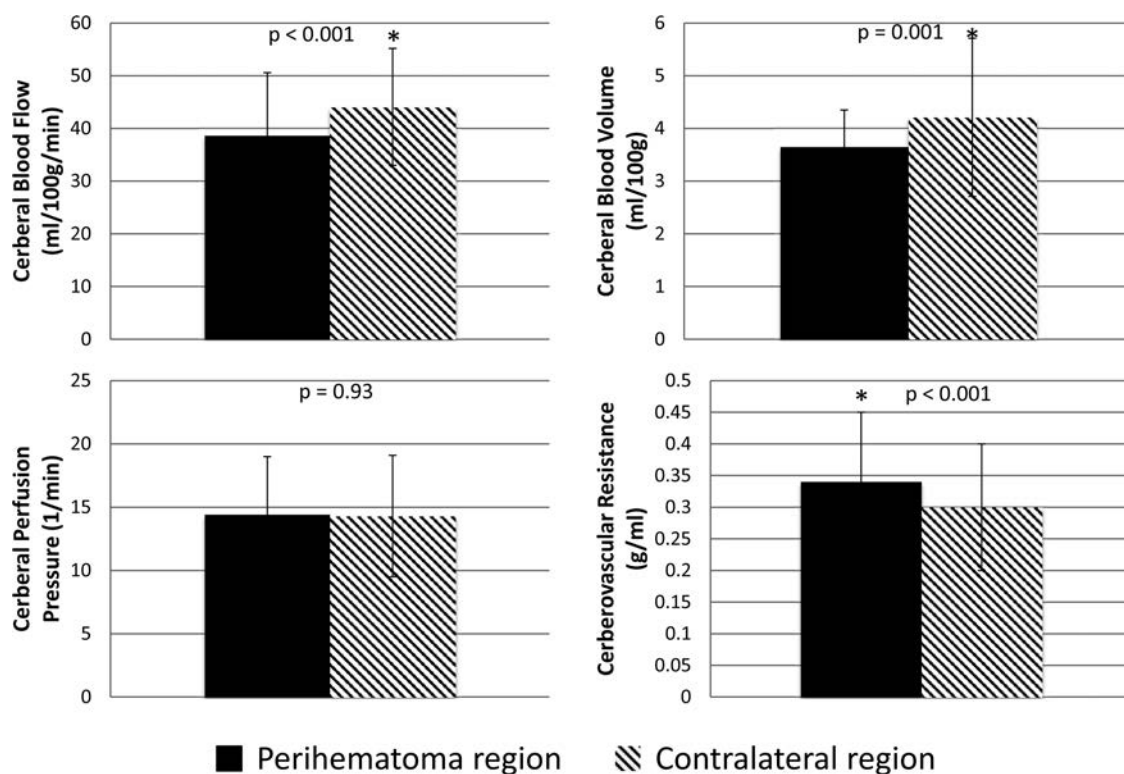 Cerberal Blood Flow
(ml/100g/min)
60
50
40
30
20
10
0
p < 0.001 *
Cerberal Blood Volume
(ml/100g)
6
5
4
3
2
1
0
p = 0.001 *
Cerberal Perfusion
Pressure (1/min)
25
20
15
10
5
0
p = 0.93
Cerberovascular Resistance
(g/ml)
0.5
0.45
0.4
0.35
0.3
0.25
0.2
0.15
0.1
0.05
0
* p < 0.001
Perihematoma region
Contralateral region